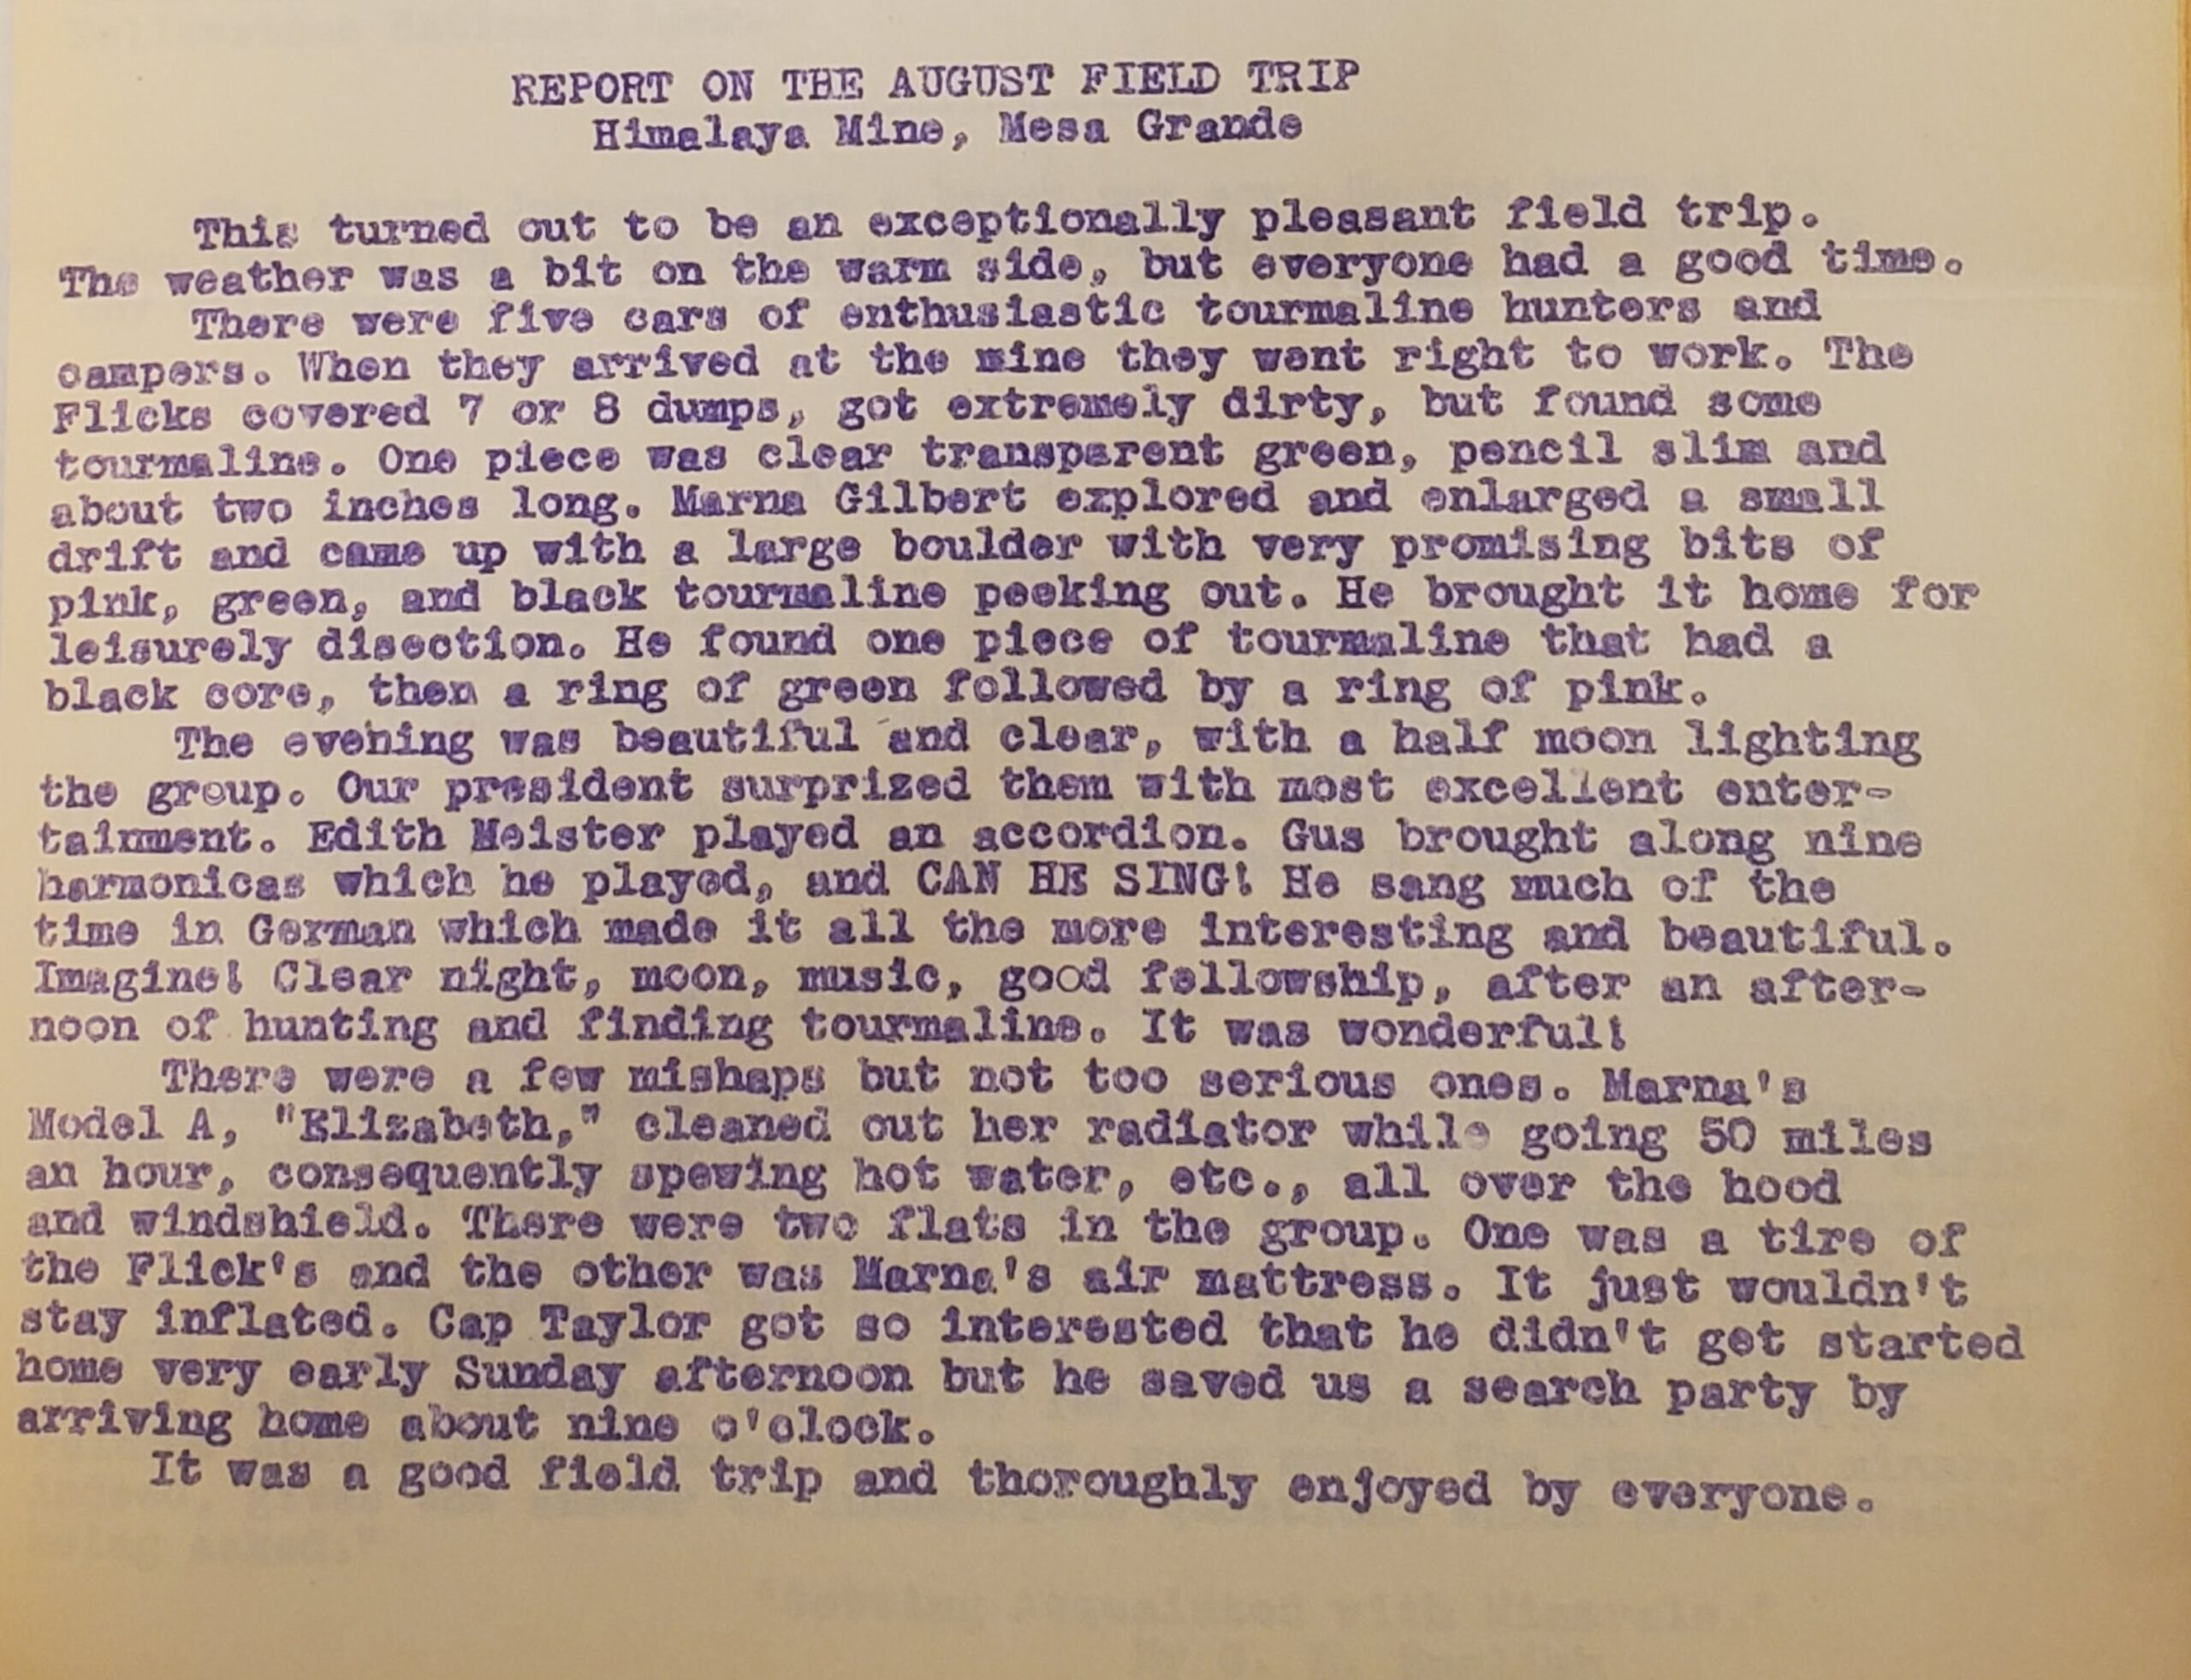 REPORT ON THE AUGUST FIELD TRIP
Himalaya Mine, Mesa Grande
This turned out to be an exceptionally pleasant field trip.
The weather was a bit on the warm side, but everyone had a good time.
There were five cars of enthusiastic tourmaline hunters and
campers. When they arrived at the mine they went right to work. The
Flicks covered 7 or 8 dumps, got extremely dirty, but found some
tourmaline. One piece was clear transparent green, pencil slim and
about two inches long. Marna Gilbert explored and enlarged a small
drift and came up with a large boulder with very promising bits of
pink, green, and black tourmaline peeking out. He brought it home for
leisurely disection. He found one piece of tourmaline that had a
black core, then a ring of green followed by a ring of pink.
The evening was beautiful and clear, with a half moon lighting
the group. Our president surprized them with most excellent enter-
tainment. Edith Meister played an accordion. Gus brought along nine
harmonicas which he played, and CAN HE SING! He sang much of the
time in German which made it all the more interesting and beautiful.
Imagine! Clear night, moon, music, good fellowship, after an after-
noon of hunting and finding tourmaline. It was wonderful!
There were a few mishaps but not too serious ones. Marna's
Model A, "Elizabeth," cleaned out her radiator while going 50 miles
an hour, consequently spewing hot water, etc., all over the hood
and windshield. There were two flats in the group. One was a tire of
the Flick's and the other was Marna's air mattress. It just wouldn't
stay inflated. Cap Taylor got so interested that he didn't get started
home very early Sunday afternoon but he saved us a search party by
arriving home about nine o'clock.
It was a good field trip and thoroughly enjoyed by everyone.